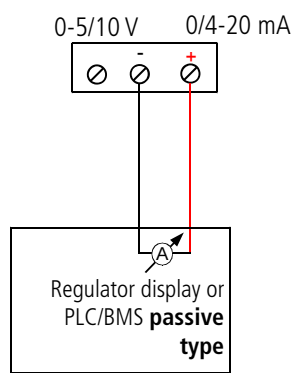 0-5/10 V 0/4-20 mA
- +
A
Regulator display or
PLC/BMS passive
type